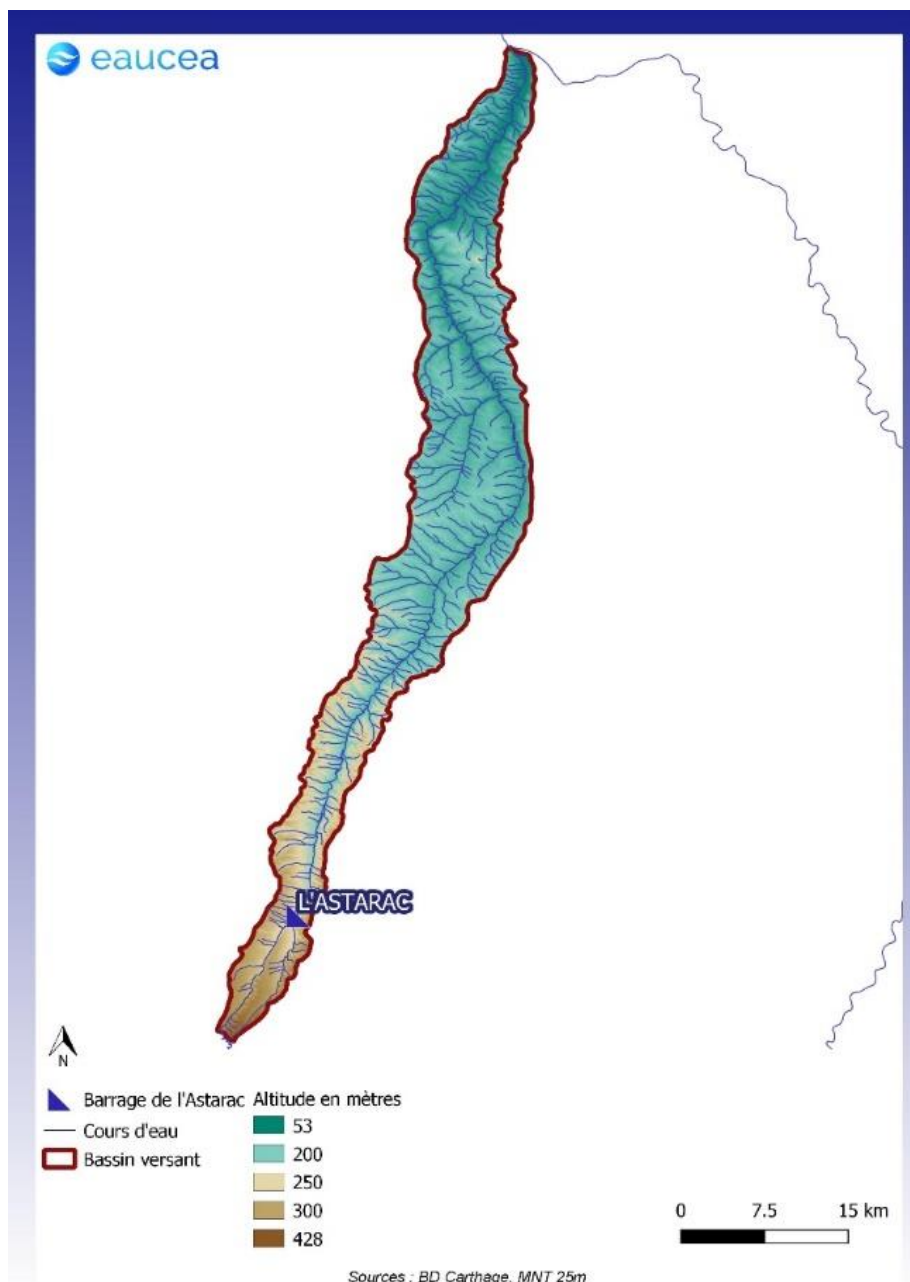 eaucea
L'ASTARAC
N
Barrage de l'Astarac
Cours d'eau
Bassin versant
Altitude en mètres
53
200
250
300
428
0 7.5 15 km
Sources : BD Carthage, MNT 25m